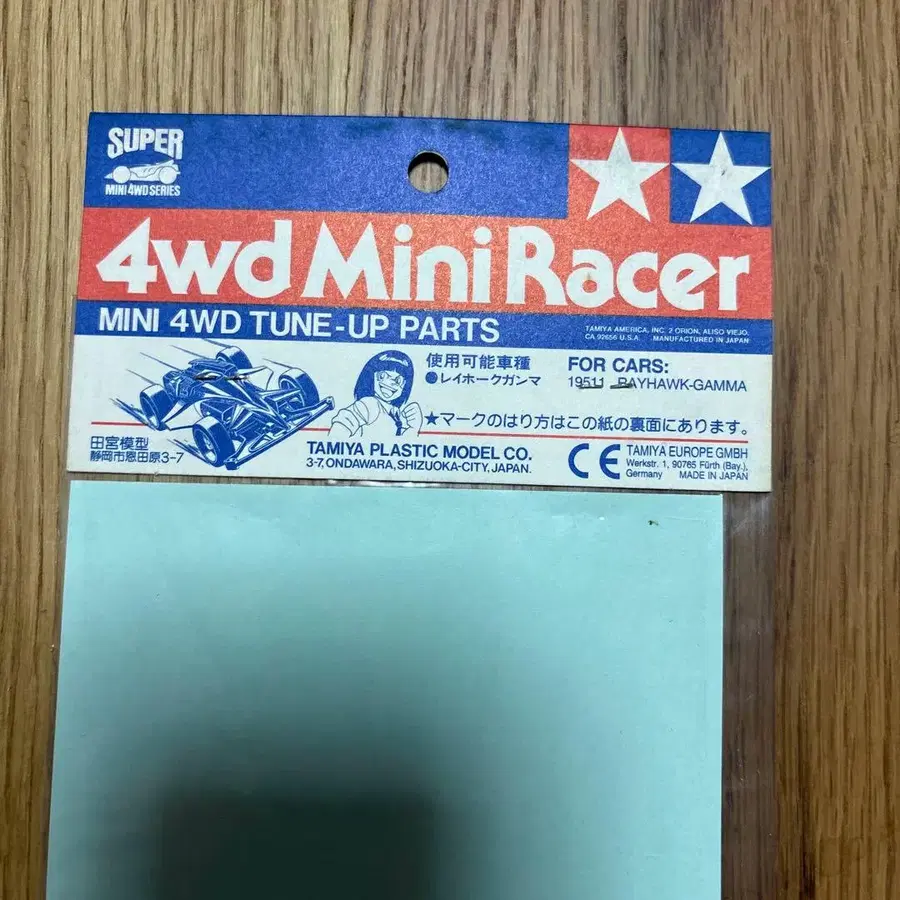 SUPER
MINI 4WD SERIES
4wd Mini Racer
MINI 4WD TUNE-UP PARTS
TAMIYA AMERICA, INC. 2 ORION, ALISO VIEJO,
CA 92656 U.S.A. MANUFACTURED IN JAPAN
使用可能車種
●レイホークガンマ
FOR CARS:
19511 RAYHAWK-GAMMA
★マークのはり方はこの紙の裏面にあります。
田宮模型
静岡市恩田原3-7
TAMIYA PLASTIC MODEL CO.
3-7, ONDAWARA, SHIZUOKA-CITY, JAPAN.
CE
TAMIYA EUROPE GMBH
Werkstr. 1, 90765 Fürth (Bay.),
Germany MADE IN JAPAN